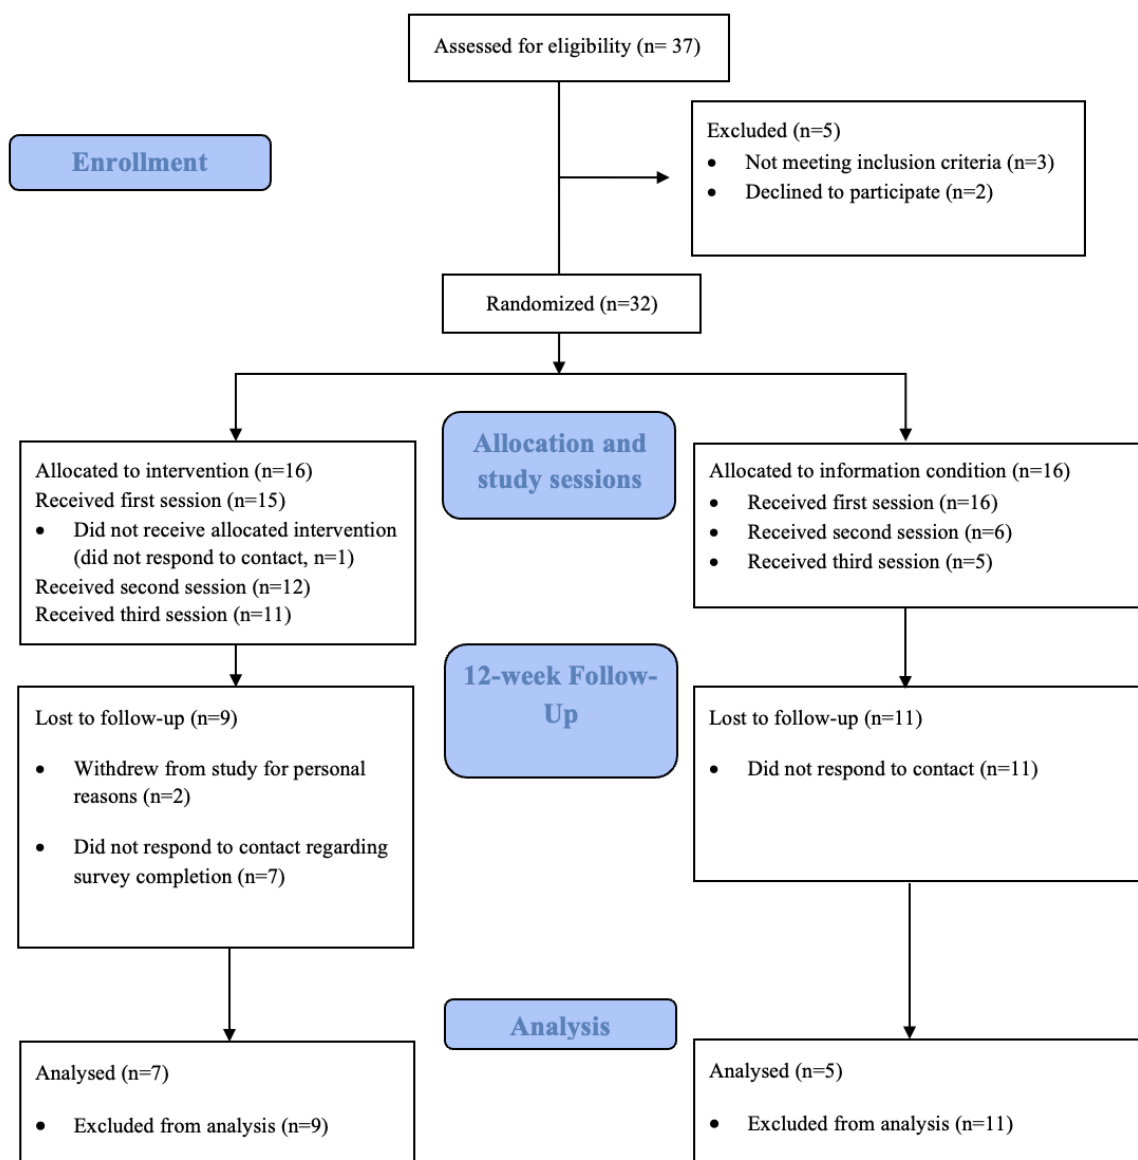 Assessed for eligibility (n= 37)
Excluded (n=5)
• Not meeting inclusion criteria (n=3)
• Declined to participate (n=2)
Enrollment
Randomized (n=32)
Allocation and
study sessions
Allocated to intervention (n=16)
Received first session (n=15)
• Did not receive allocated intervention
(did not respond to contact, n=1)
Received second session (n=12)
Received third session (n=11)
Allocated to information condition (n=16)
• Received first session (n=16)
• Received second session (n=6)
• Received third session (n=5)
12-week Follow-
Up
Lost to follow-up (n=9)
• Withdrew from study for personal
reasons (n=2)
• Did not respond to contact regarding
survey completion (n=7)
Lost to follow-up (n=11)
• Did not respond to contact (n=11)
Analysis
Analysed (n=7)
• Excluded from analysis (n=9)
Analysed (n=5)
• Excluded from analysis (n=11)